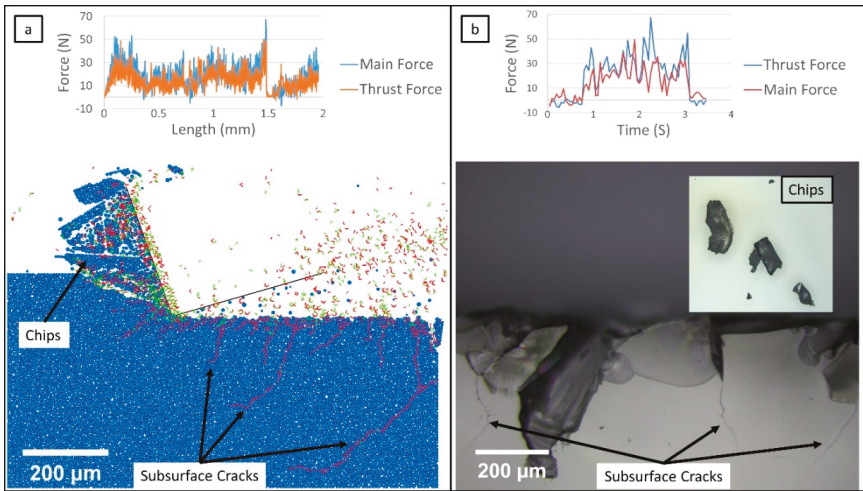 a
Force (N)
70
50
30
10
-10
0
0.5
1
1.5
2
Length (mm)
Main Force
Thrust Force
Chips
200 µm
Subsurface Cracks
b
Force (N)
70
50
30
10
-10
1
2
3
4
Time (S)
Thrust Force
Main Force
Chips
200 µm
Subsurface Cracks